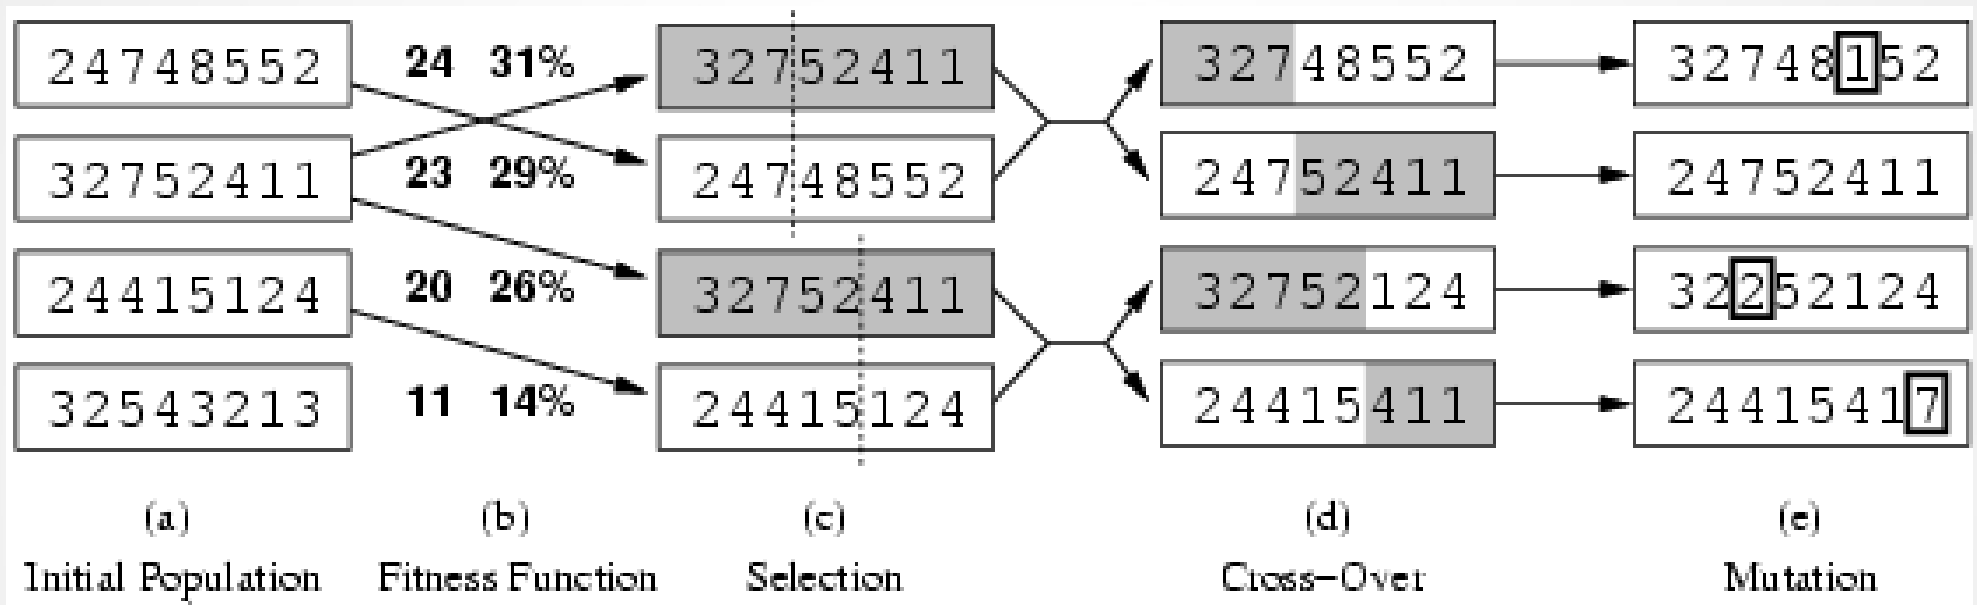 24748552 24 31% 32752411 32748552 32748152
32752411 23 29% 24748552 24752411 24752411
24415124 20 26% 32752411 32752124 32252124
32543213 11 14% 24415124 24415411 24415417
(a) (b) (c) (d) (e)
Initial Population Fitness Function Selection Cross-Over Mutation